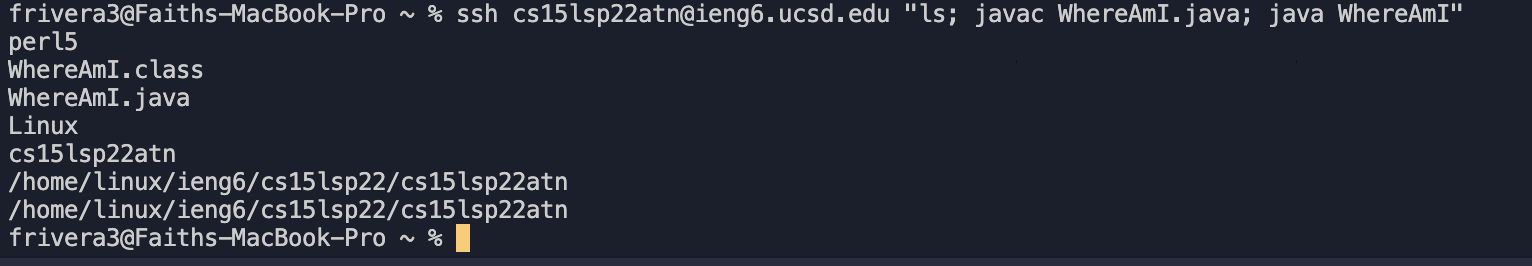 frivera3@Faiths-MacBook-Pro ~ % ssh cs15lsp22atn@ieng6.ucsd.edu "ls; javac WhereAmI.java; java WhereAmI"
perl5
WhereAmI.class
WhereAmI.java
Linux
cs15lsp22atn
/home/linux/ieng6/cs15lsp22/cs15lsp22atn
/home/linux/ieng6/cs15lsp22/cs15lsp22atn
frivera3@Faiths-MacBook-Pro ~ %